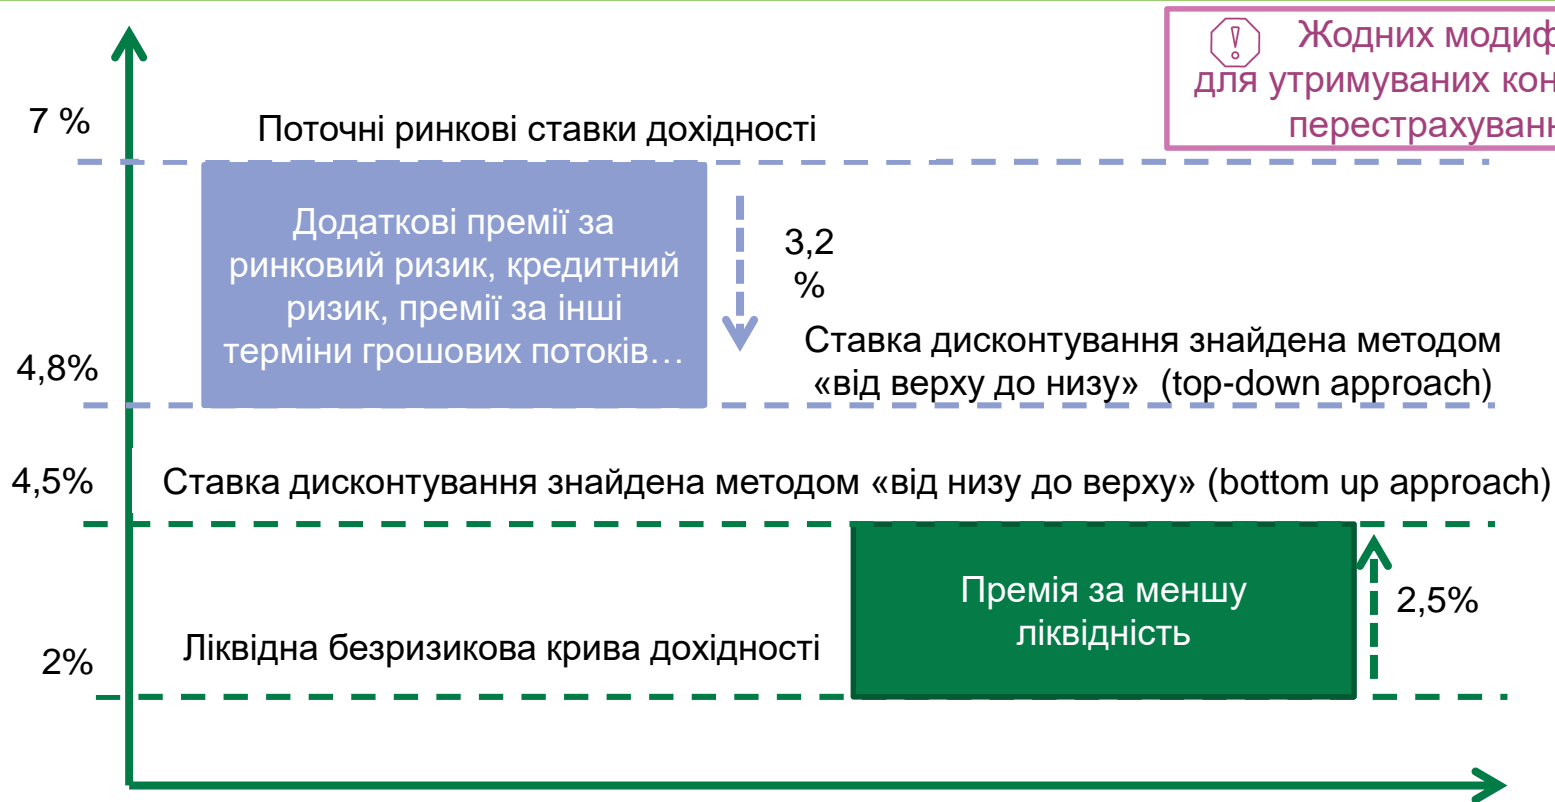 Жодних модиф
для утримуваних кон
перестрахуван
7 %
Поточні ринкові ставки дохідності
Додаткові премії за
ринковий ризик, кредитний
ризик, премії за інші
терміни грошових потоків…
3,2
%
4,8%
Ставка дисконтування знайдена методом
«від верху до низу» (top-down approach)
4,5%
Ставка дисконтування знайдена методом «від низу до верху» (bottom up approach)
Премія за меншу
ліквідність
2,5%
Ліквідна безризикова крива дохідності
2%